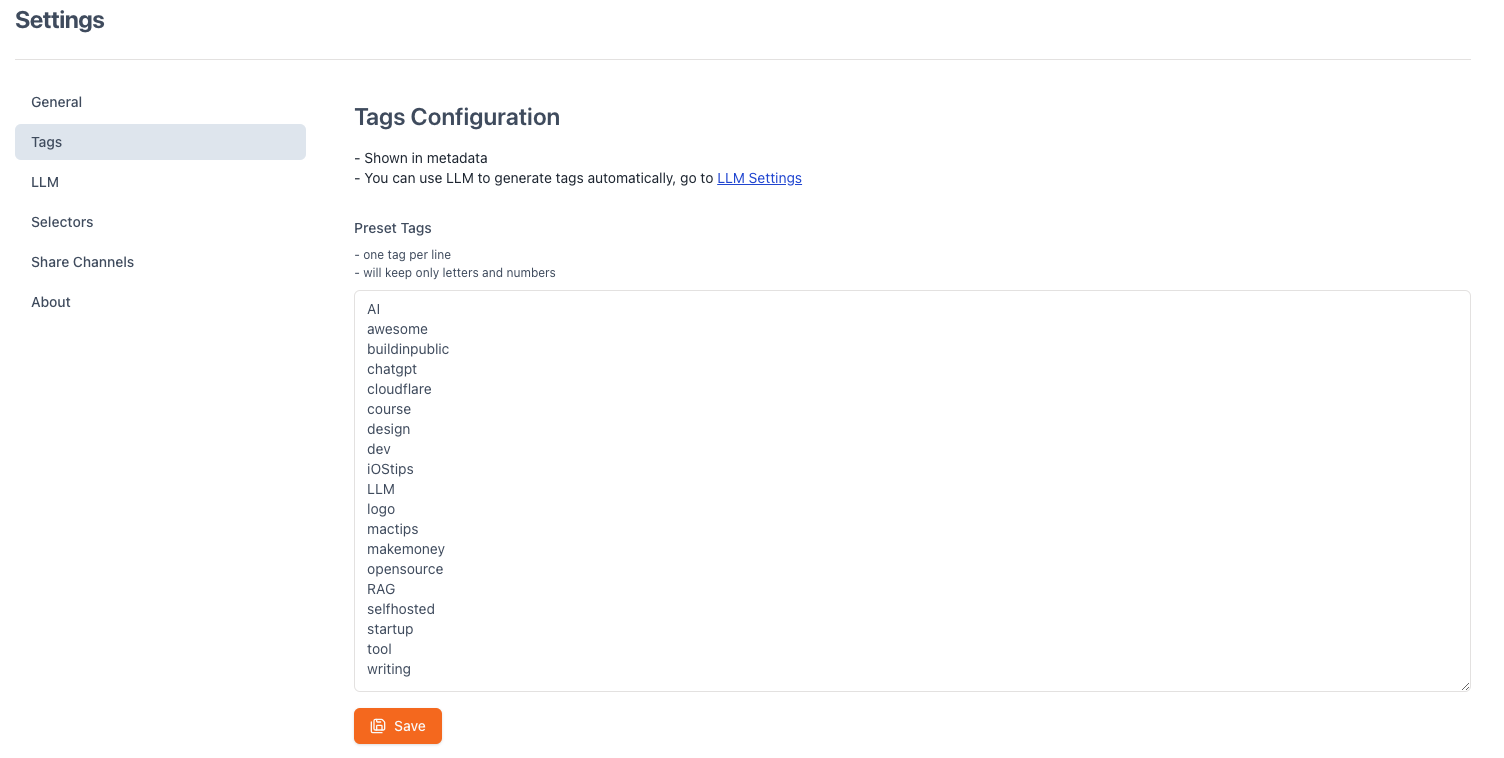 Settings
General
Tags
LLM
Selectors
Share Channels
About
Tags Configuration
- Shown in metadata
- You can use LLM to generate tags automatically, go to LLM Settings
Preset Tags
- one tag per line
- will keep only letters and numbers
AI
awesome
buildinpublic
chatgpt
cloudflare
course
design
dev
iOStips
LLM
logo
mactips
makemoney
opensource
RAG
selfhosted
startup
tool
writing
Save